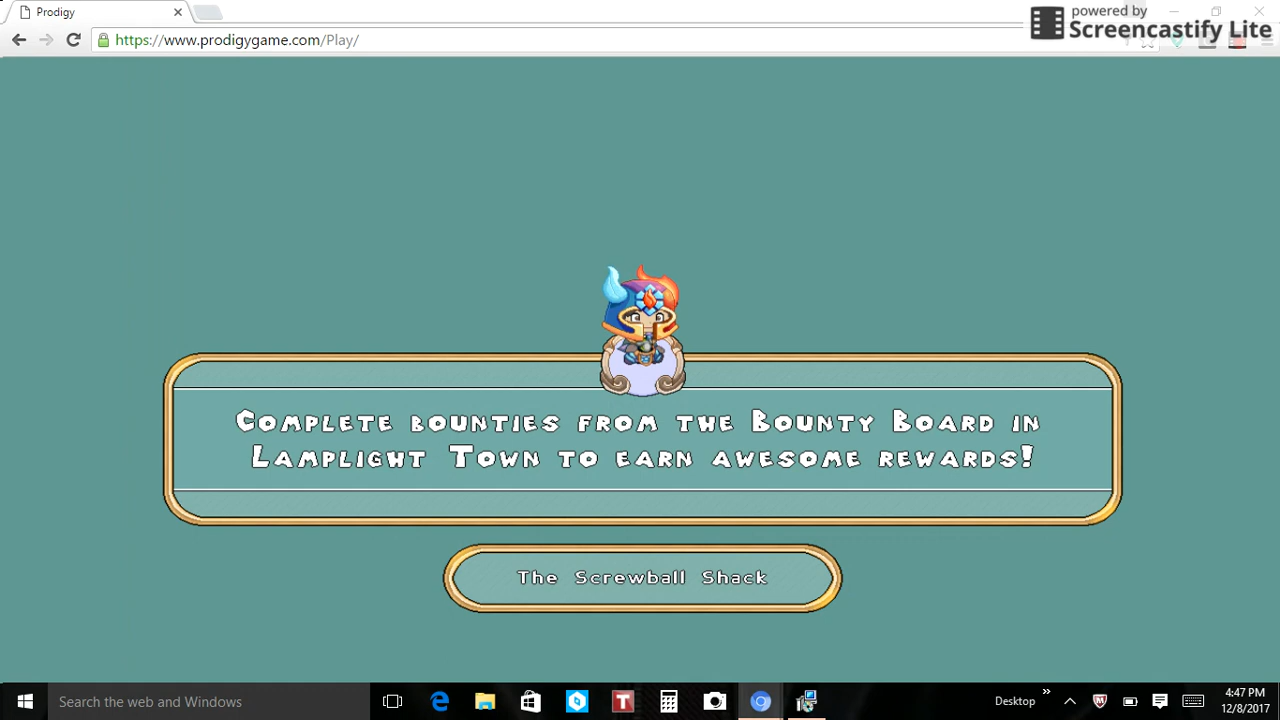 Prodigy
powered by
Screencastify Lite
https://www.prodigygame.com/Play/
Complete bounties from the Bounty Board in
Lamplight Town to earn awesome rewards!
The Screwball Shack
Search the web and Windows
T
Desktop
4:47 PM
12/8/2017